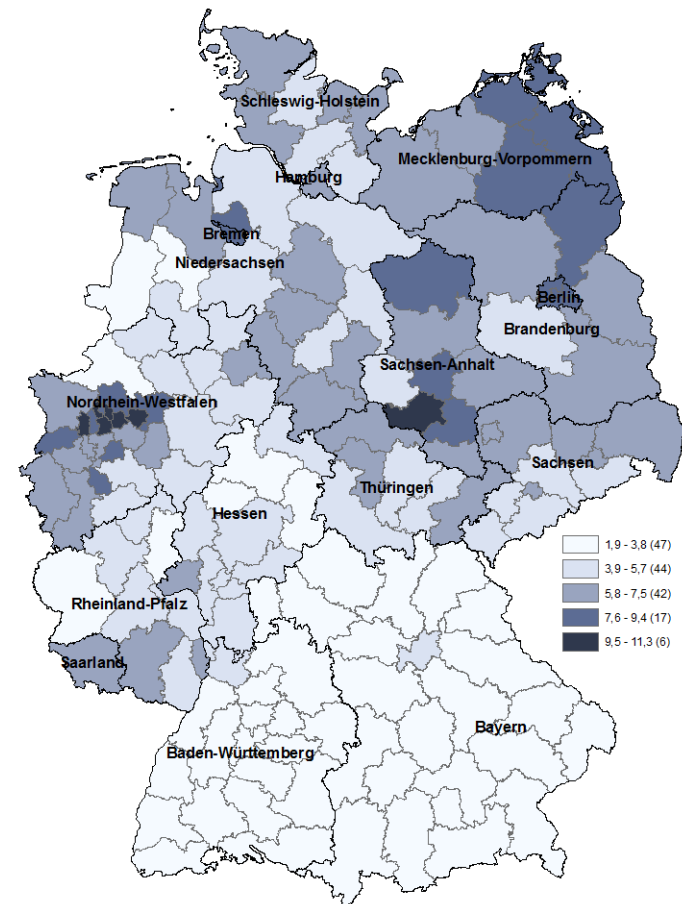 Schleswig-Holstein
Mecklenburg-Vorpommern
Hamburg
Bremen
Niedersachsen
Berlin
Brandenburg
Sachsen-Anhalt
Nordrhein-Westfalen
Sachsen
Thüringen
Hessen
1,9 - 3,8 (47)
3,9 - 5,7 (44)
5,8 - 7,5 (42)
7,6 - 9,4 (17)
9,5 - 11,3 (6)
Rheinland-Pfalz
Saarland
Bayern
Baden-Württemberg